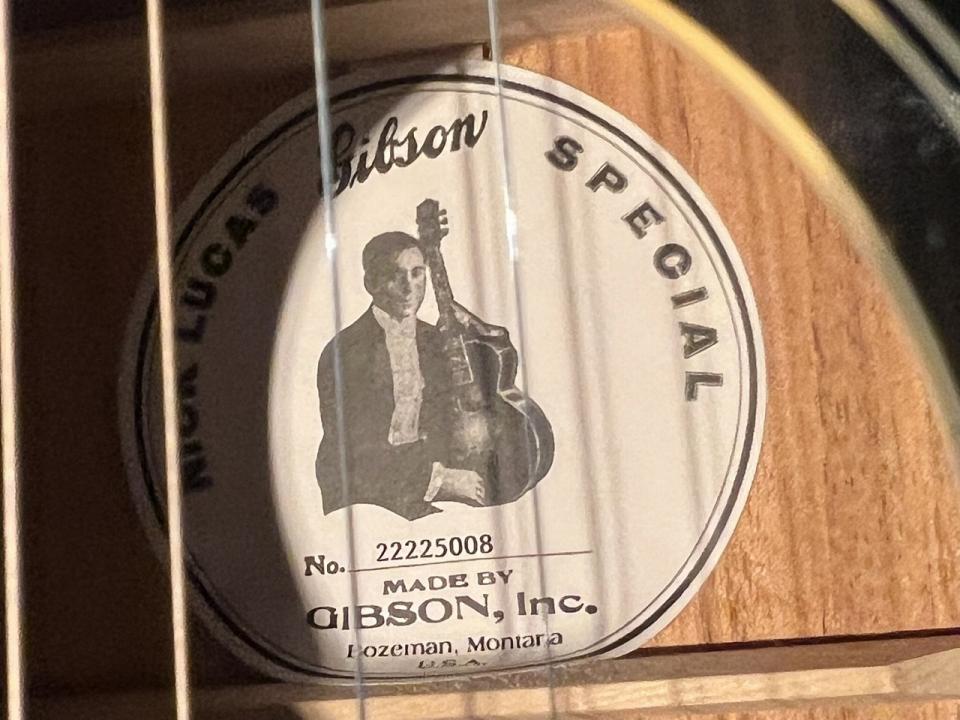 NICK LUCAS Gibson SPECIAL
No. 22225008
MADE BY
GIBSON, Inc.
Bozeman, Montana
U.S.A.